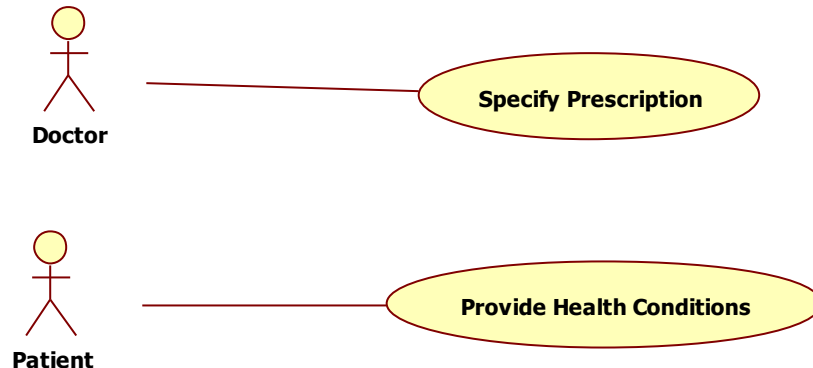 Specify Prescription
Doctor
Provide Health Conditions
Patient